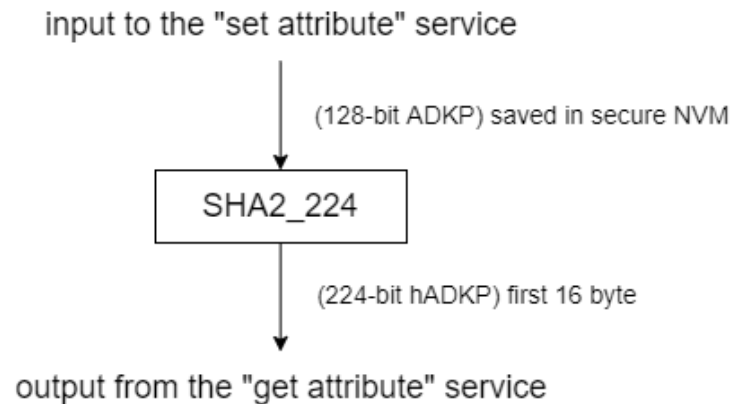 input to the "set attribute" service
(128-bit ADKP) saved in secure NVM
SHA2_224
(224-bit hADKP) first 16 byte
output from the "get attribute" service